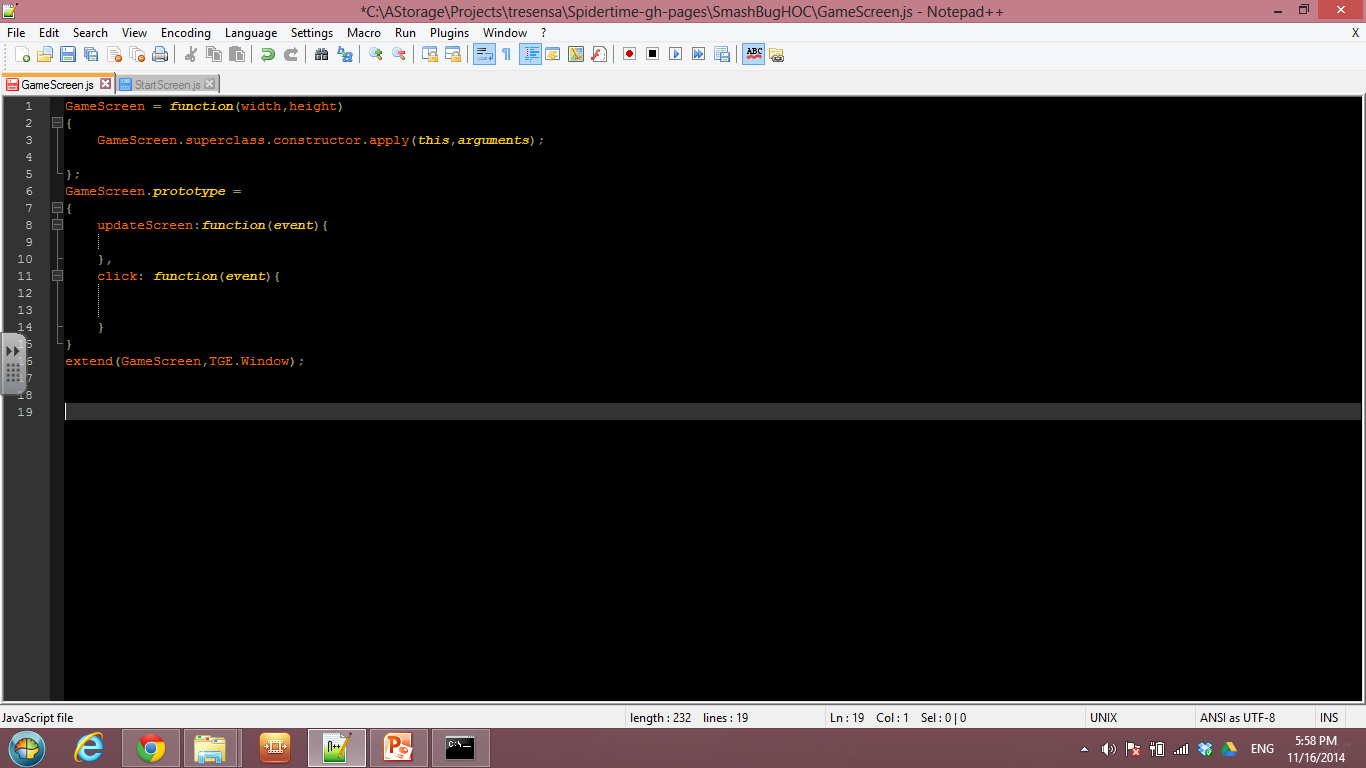 *C:\AStorage\Projects\tresensa\Spidertime-gh-pages\SmashBugHOC\GameScreen.js - Notepad++
File Edit Search View Encoding Language Settings Macro Run Plugins Window ? X
GameScreen.js StartScreen.js
1 GameScreen = function(width,height)
2 {
3 GameScreen.superclass.constructor.apply(this,arguments);
4
5 };
6 GameScreen.prototype =
7 {
8 updateScreen:function(event){
9
10 },
11 click: function(event){
12
13
14 }
15 }
16 extend(GameScreen,TGE.Window);
17
18
19
JavaScript file length : 232 lines : 19 Ln : 19 Col : 1 Sel : 0 | 0 UNIX ANSI as UTF-8 INS
ENG 5:58 PM
11/16/2014